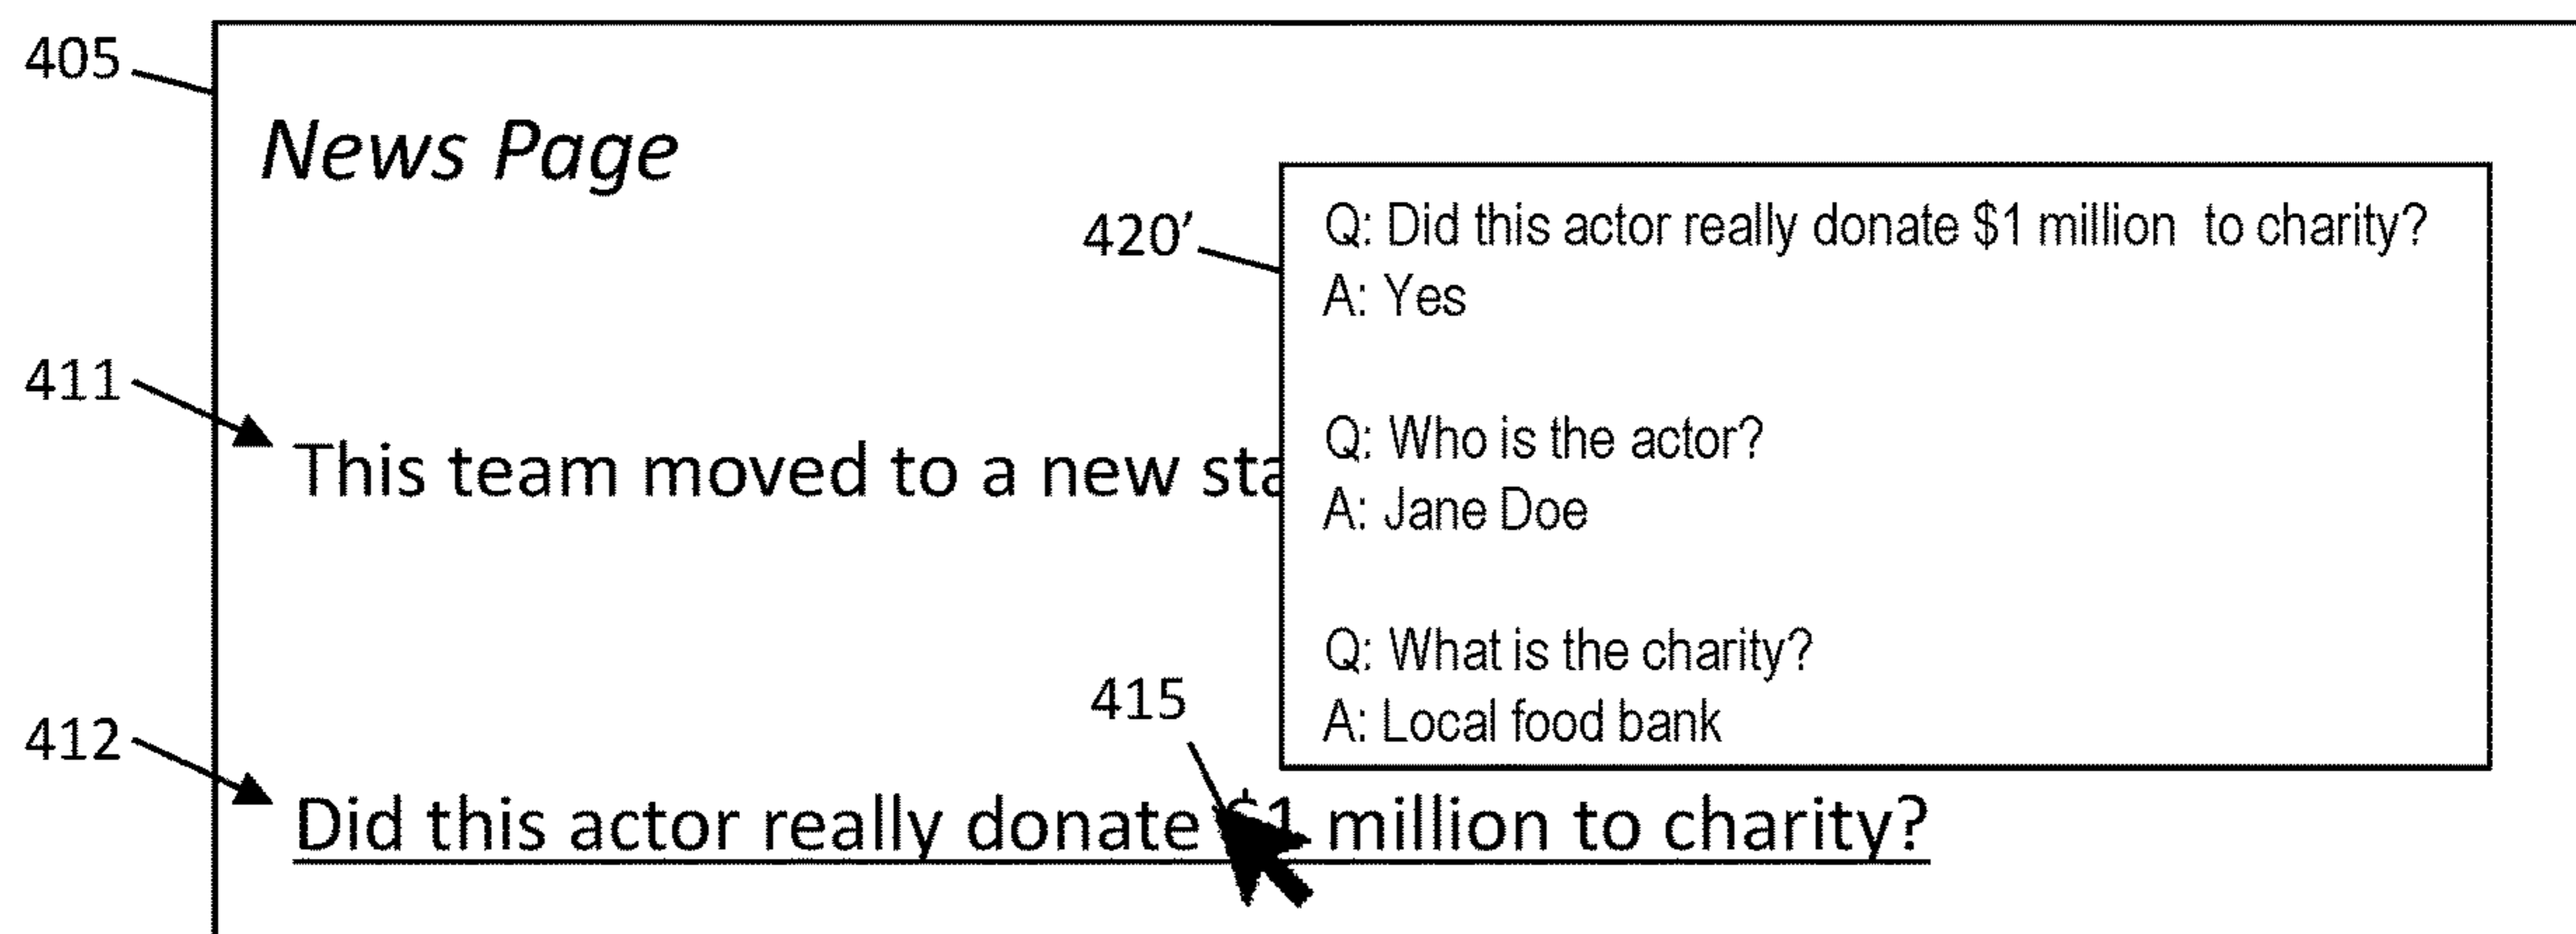 405
News Page
420′
Q: Did this actor really donate $1 million to charity?
A: Yes
411
This team moved to a new
Q: Who is the actor?
A: Jane Doe
Q: What is the charity?
415
A: Local food bank
412
Did this actor really donate $1 million to charity?